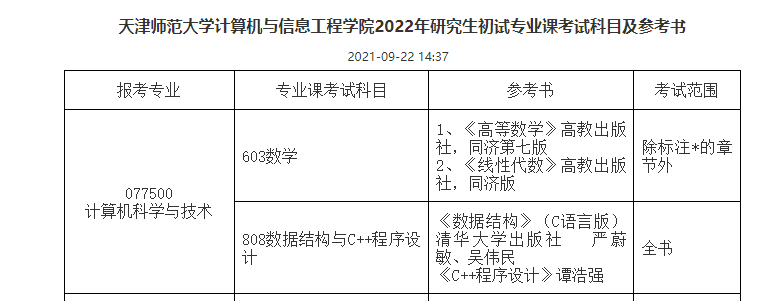 天津师范大学计算机与信息工程学院2022年研究生初试专业课考试科目及参考书
2021-09-22 14:37
报考专业
专业课考试科目
参考书
考试范围
077500
计算机科学与技术
603数学
1、《高等数学》高教出版
社，同济第七版
2、《线性代数》高教出版
社，同济版
除标注*的章
节外
808数据结构与C++程序设
计
《数据结构》（C语言版）
清华大学出版社 严蔚
敏、吴伟民
《C++程序设计》谭浩强
全书